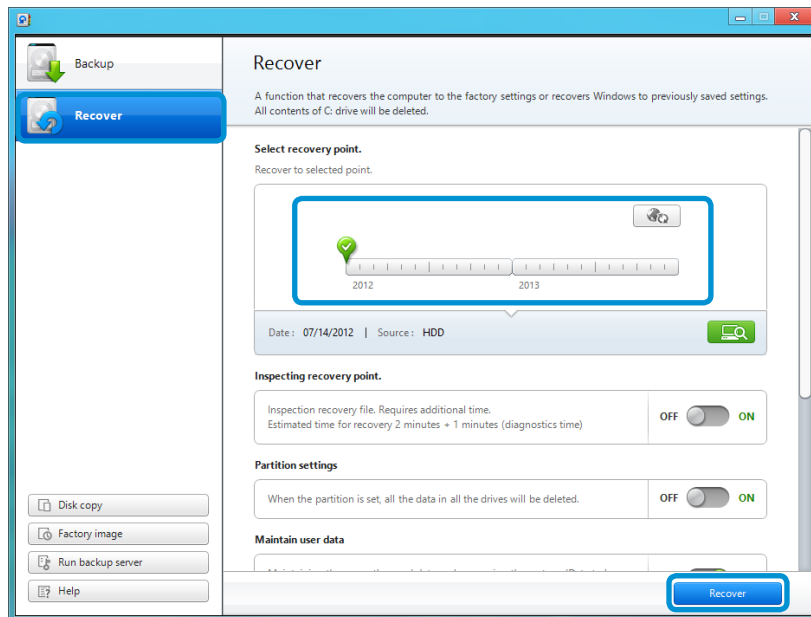 Backup
Recover
Disk copy
Factory image
Run backup server
Help
Recover
A function that recovers the computer to the factory settings or recovers Windows to previously saved settings.
All contents of C: drive will be deleted.
Select recovery point.
Recover to selected point.
2012 2013
Date : 07/14/2012 | Source : HDD
Inspecting recovery point.
Inspection recovery file. Requires additional time.
Estimated time for recovery 2 minutes + 1 minutes (diagnostics time)
OFF ON
Partition settings
When the partition is set, all the data in all the drives will be deleted.
OFF ON
Maintain user data
Recover